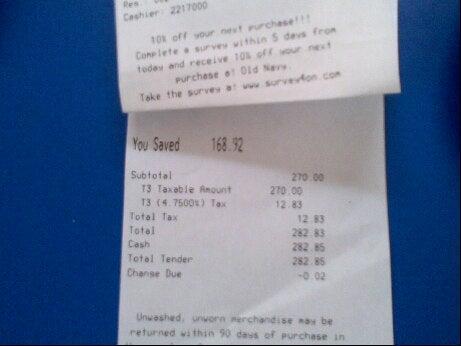 Cashier: 2217000
10% off your next purchase!!!
Complete a survey within 5 days from
today and receive 10% off your next
purchase at Old Navy.
Take the survey at www.survey4on.com
You Saved 168.92
Subtotal 270.00
T3 Taxable Amount 270.00
T3 (4.7500%) Tax 12.83
Total Tax 12.83
Total 282.83
Cash 282.85
Total Tender 282.85
Change Due -0.02
Unwashed, unworn merchandise may be
returned within 90 days of purchase in